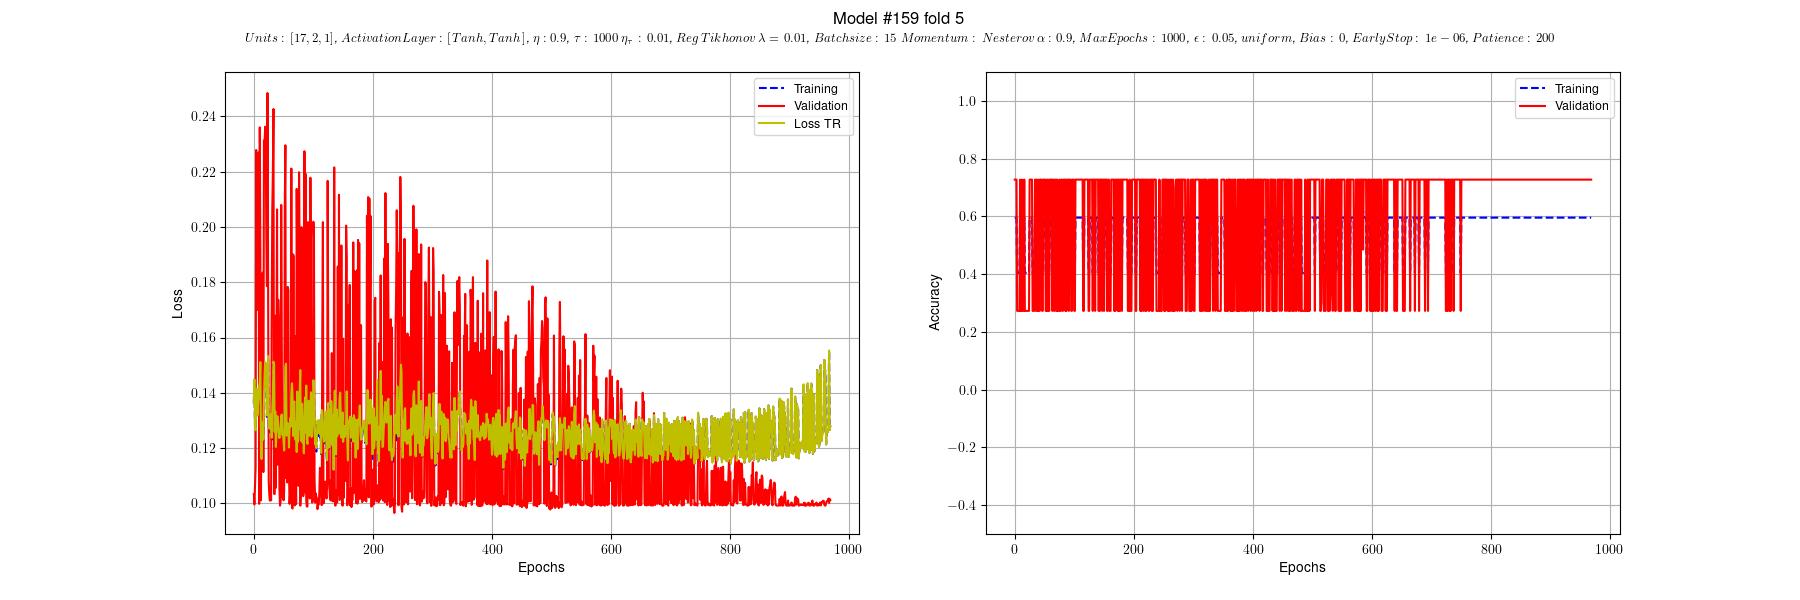 Model #159 fold 5
Units : [17, 2, 1], ActivationLayer : [Tanh, Tanh], η : 0.9, τ : 1000 ητ : 0.01, Reg Tikhonov λ = 0.01, Batchsize : 15 Momentum : Nesterov α : 0.9, MaxEpochs : 1000, ϵ : 0.05, uniform, Bias : 0, EarlyStop : 1e − 06, Patience : 200
Loss
0.24
0.22
0.20
0.18
0.16
0.14
0.12
0.10
Training
Validation
Loss TR
0 200 400 600 800 1000
Epochs
Accuracy
1.0
0.8
0.6
0.4
0.2
0.0
−0.2
−0.4
Training
Validation
0 200 400 600 800 1000
Epochs